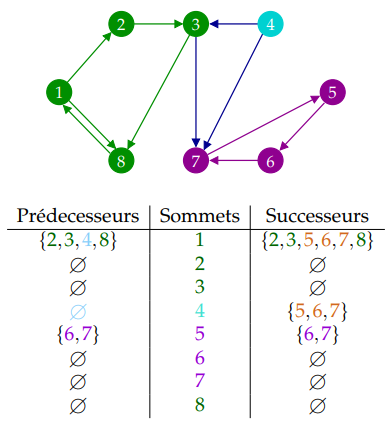 2 3 4
1 5
8 7 6
Prédecesseurs Sommets Successeurs
{2,3,4,8} 1 {2,3,5,6,7,8}
∅ 2 ∅
∅ 3 ∅
∅ 4 {5,6,7}
{6,7} 5 {6,7}
∅ 6 ∅
∅ 7 ∅
∅ 8 ∅